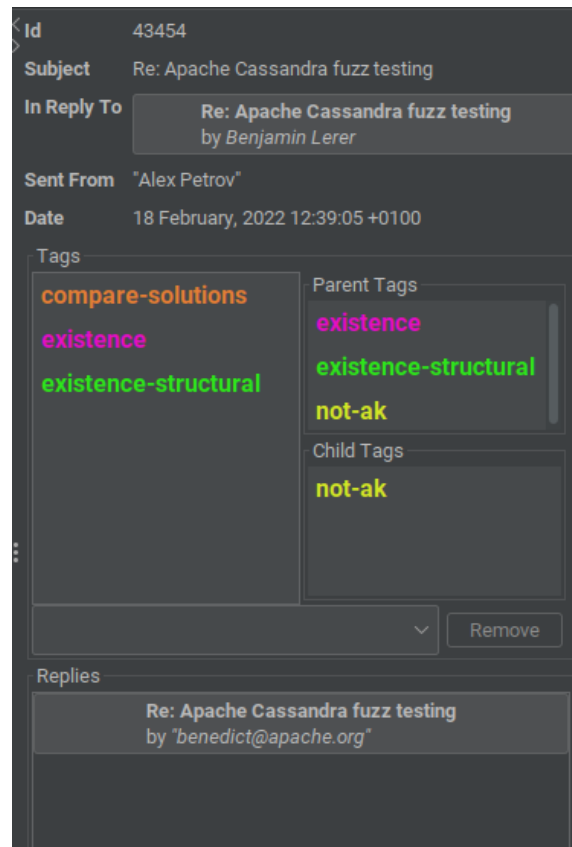 Id 43454
Subject Re: Apache Cassandra fuzz testing
In Reply To Re: Apache Cassandra fuzz testing
by Benjamin Lerer
Sent From "Alex Petrov"
Date 18 February, 2022 12:39:05 +0100
Tags
compare-solutions
existence
existence-structural
Parent Tags
existence
existence-structural
not-ak
Child Tags
not-ak
Remove
Replies
Re: Apache Cassandra fuzz testing
by "benedict@apache.org"